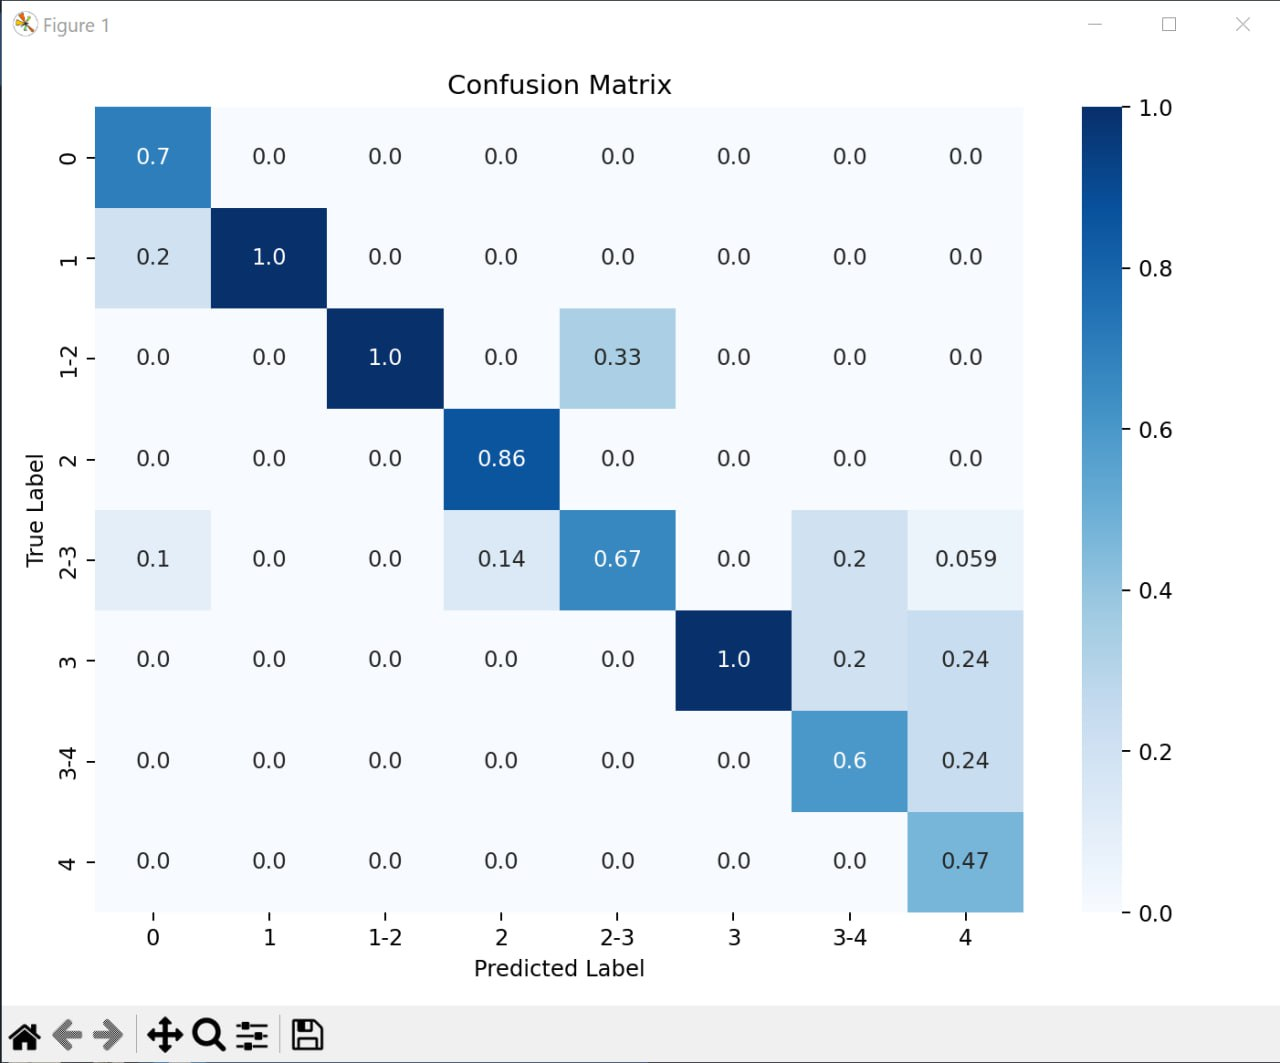 Figure 1
Confusion Matrix
0 0.7 0.0 0.0 0.0 0.0 0.0 0.0 0.0
1 0.2 1.0 0.0 0.0 0.0 0.0 0.0 0.0
1-2 0.0 0.0 1.0 0.0 0.33 0.0 0.0 0.0
2 0.0 0.0 0.0 0.86 0.0 0.0 0.0 0.0
2-3 0.1 0.0 0.0 0.14 0.67 0.0 0.2 0.059
3 0.0 0.0 0.0 0.0 0.0 1.0 0.2 0.24
3-4 0.0 0.0 0.0 0.0 0.0 0.0 0.6 0.24
4 0.0 0.0 0.0 0.0 0.0 0.0 0.0 0.47
0 1 1-2 2 2-3 3 3-4 4
Predicted Label
True Label
1.0
0.8
0.6
0.4
0.2
0.0